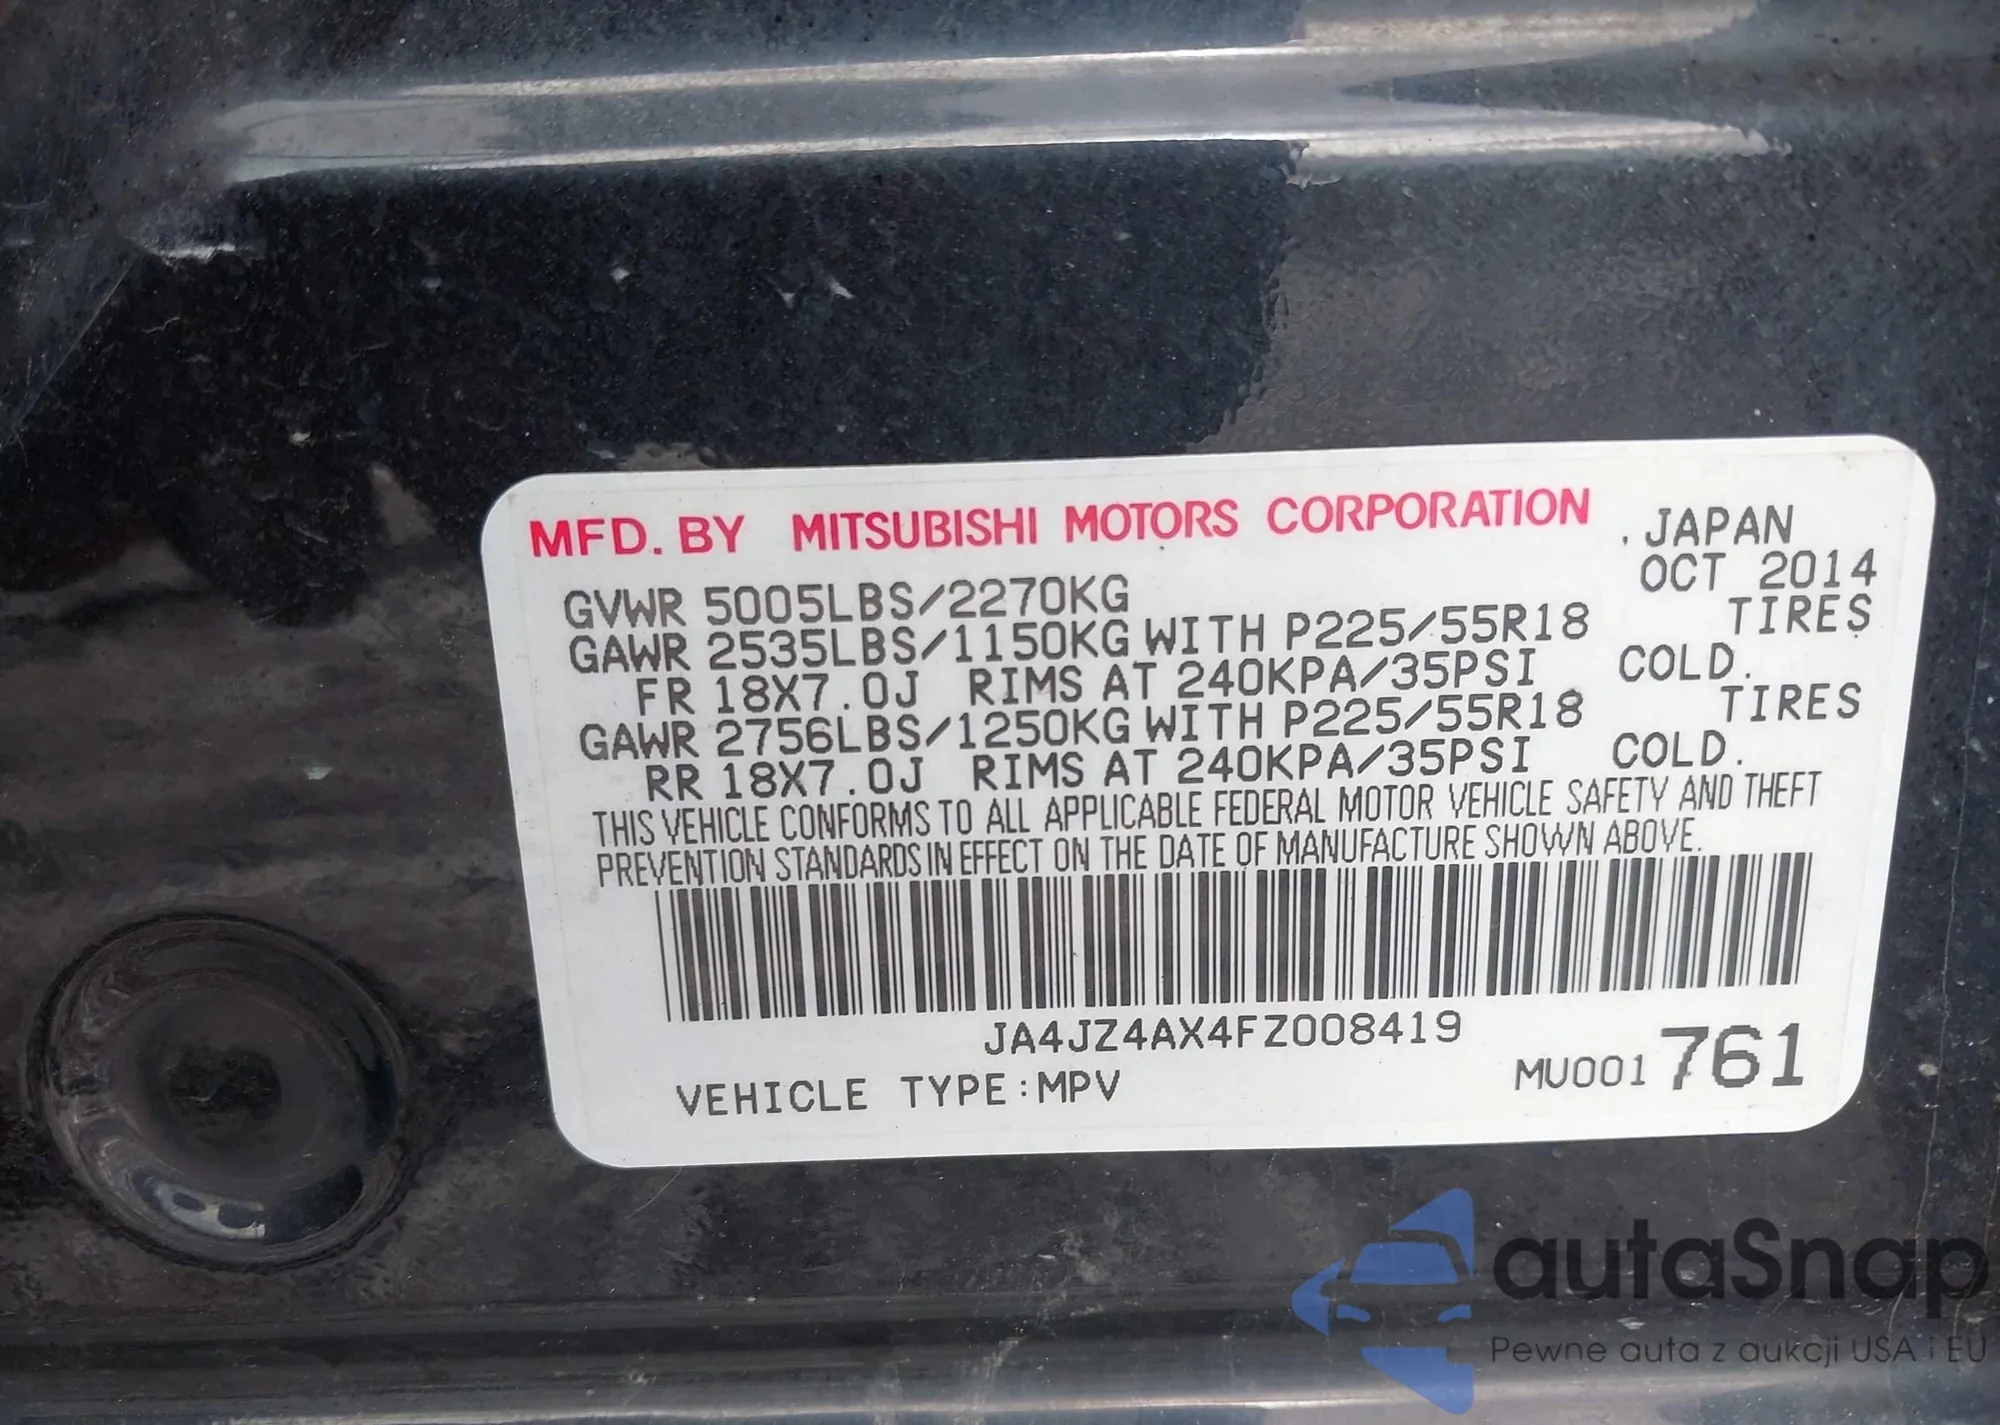 MFD. BY MITSUBISHI MOTORS CORPORATION
.JAPAN
GVWR 5005LBS/2270KG OCT 2014
GAWR 2535LBS/1150KG WITH P225/55R18 TIRES
FR 18X7.0J RIMS AT 240KPA/35PSI COLD.
GAWR 2756LBS/1250KG WITH P225/55R18 TIRES
RR 18X7.0J RIMS AT 240KPA/35PSI COLD.
THIS VEHICLE CONFORMS TO ALL APPLICABLE FEDERAL MOTOR VEHICLE SAFETY AND THEFT
PREVENTION STANDARDS IN EFFECT ON THE DATE OF MANUFACTURE SHOWN ABOVE.
JA4JZ4AX4FZ008419
VEHICLE TYPE:MPV MU001761
autaSnap
Pewne auta z aukcji USA i EU